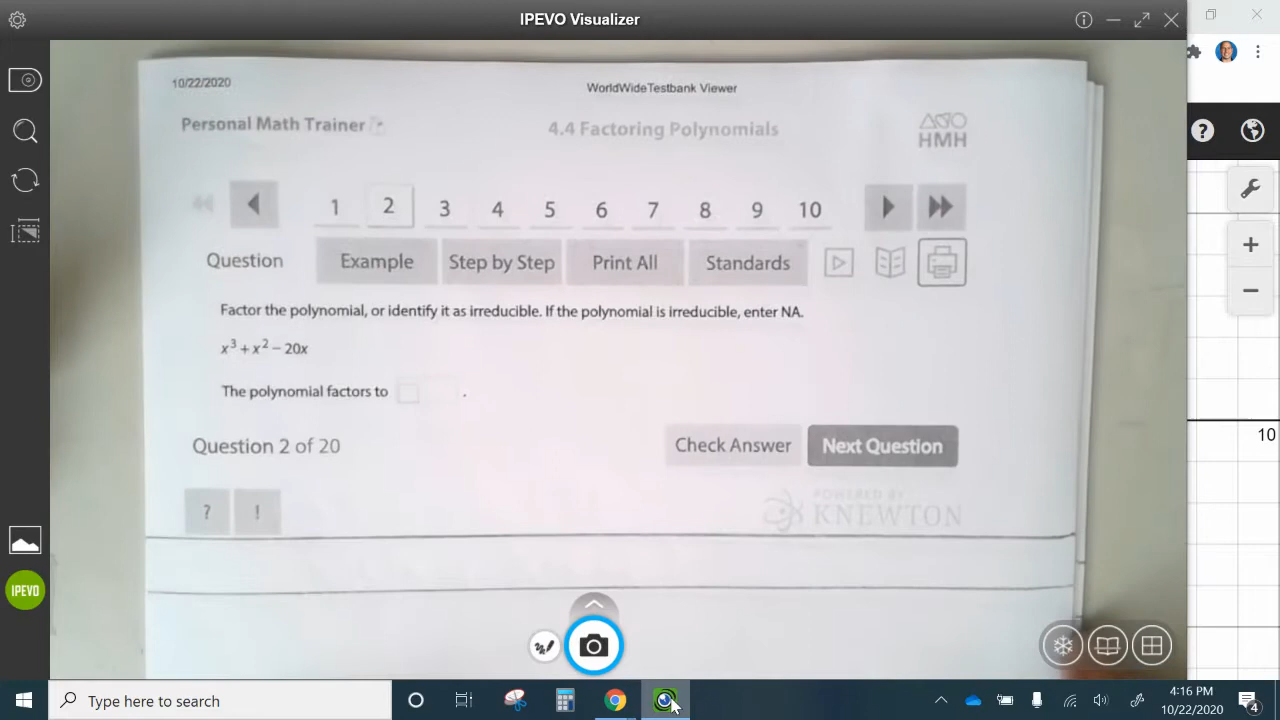 IPEVO Visualizer
10/22/2020
WorldWideTestbank Viewer
Personal Math Trainer
4.4 Factoring Polynomials
HMH
1 2 3 4 5 6 7 8 9 10
Question Example Step by Step Print All Standards
Factor the polynomial, or identify it as irreducible. If the polynomial is irreducible, enter NA.
x³ + x² − 20x
The polynomial factors to .
Question 2 of 20
Check Answer Next Question
? !
POWERED BY
KNEWTON
IPEVO
?
+
−
10
Type here to search
4:16 PM
10/22/2020
4